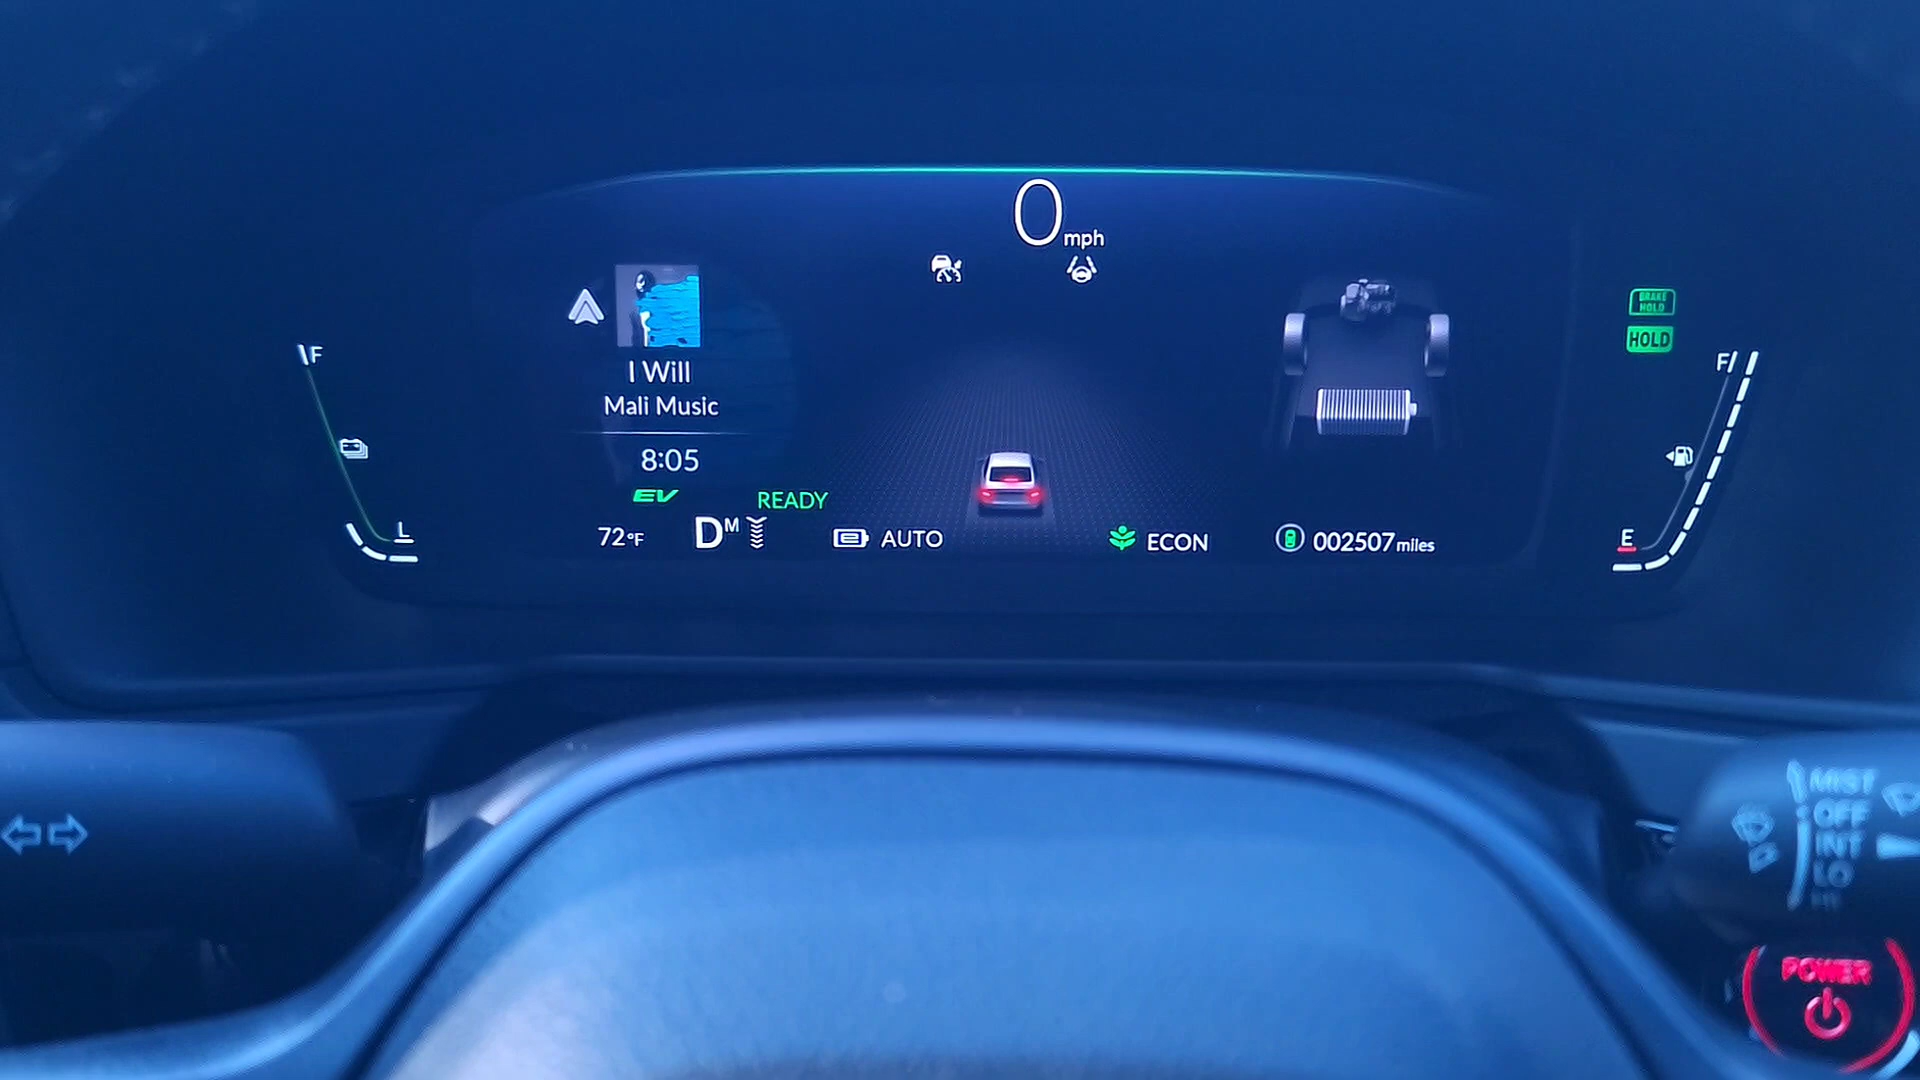 0 mph
I Will
Mali Music
8:05
EV
READY
72°F
D M
AUTO
ECON
002507 miles
F
L
BRAKE
HOLD
HOLD
F
E
MIST
OFF
INT
LO
POWER